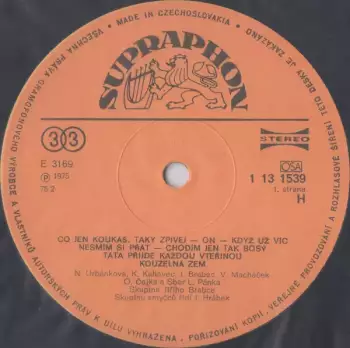 MADE IN CZECHOSLOVAKIA •
VŠECHNA PRÁVA GRAMOFONOVÉHO VÝROBCE A VLASTNÍKŮ AUTORSKÝCH PRÁV K DÍLU VYHRAZENA. POŘIZOVÁNÍ KOPIÍ, VEŘEJNÉ PROVOZOVÁNÍ A ROZHLASOVÉ ŠÍŘENÍ TÉTO DESKY JE ZAKÁZÁNO •
SUPRAPHON
33
STEREO
E 3169
Ⓟ 1975
OSA
1 13 1539
1. strana
H
CO JEN KOUKÁŠ, TAKY ZPÍVEJ — ON — KDYŽ UŽ VÍC
NESMÍM SI PŘÁT — CHODÍM JEN TAK BOSÝ
TÁTA PŘIJDE KAŽDOU VTEŘINOU
KOUZELNÁ ZEM
N. Urbánková, K. Kahovec, J. Brabec, V. Macháček,
O. Čejka a Sbor L. Pánka
Skupina Jiřího Brabce
Skupinu smyčců řídí J. Hrábek